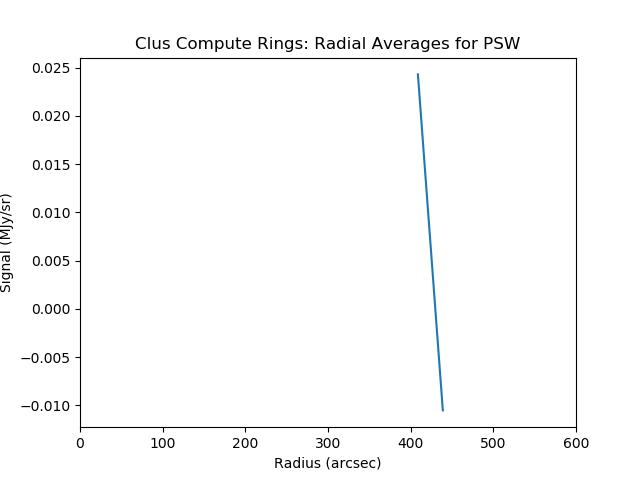 Clus Compute Rings: Radial Averages for PSW
Signal (MJy/sr)
0.025
0.020
0.015
0.010
0.005
0.000
−0.005
−0.010
0 100 200 300 400 500 600
Radius (arcsec)